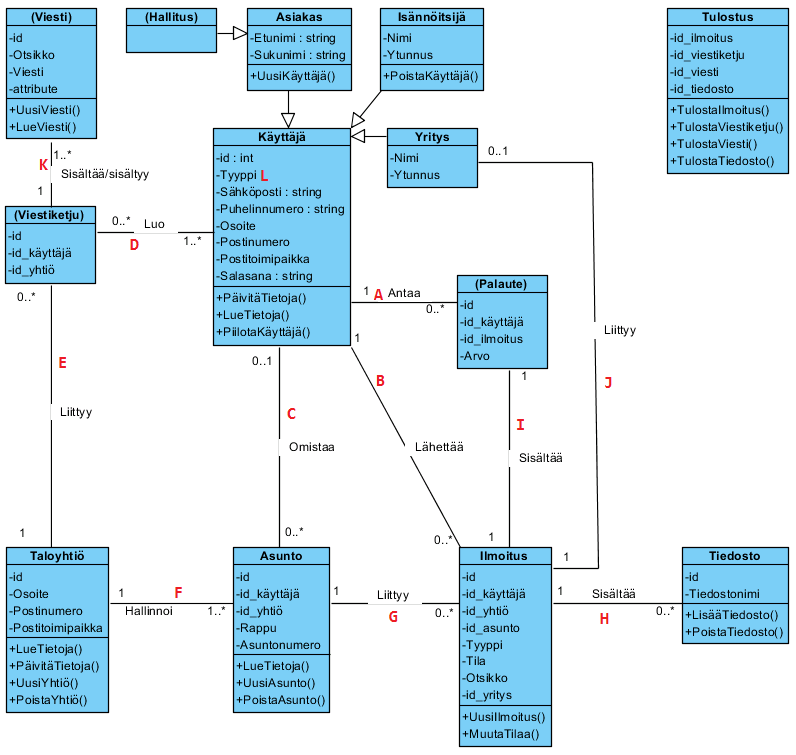 (Viesti)
-id
-Otsikko
-Viesti
-attribute
+UusiViesti()
+LueViesti()
(Hallitus)
Asiakas
-Etunimi : string
-Sukunimi : string
+UusiKäyttäjä()
Isännöitsijä
-Nimi
-Ytunnus
+PoistaKäyttäjä()
Tulostus
-id_ilmoitus
-id_viestiketju
-id_viesti
-id_tiedosto
+TulostaIlmoitus()
+TulostaViestiketju()
+TulostaViesti()
+TulostaTiedosto()
K
1..*
Sisältää/sisältyy
1
(Viestiketju)
-id
-id_käyttäjä
-id_yhtiö
0..*
Luo
D
1..*
Käyttäjä
-id : int
-Tyyppi L
-Sähköposti : string
-Puhelinnumero : string
-Osoite
-Postinumero
-Postitoimipaikka
-Salasana : string
+PäivitäTietoja()
+LueTietoja()
+PiilotaKäyttäjä()
Yritys
-Nimi
-Ytunnus
0..1
Liittyy
J
1
1
A
Antaa
0..*
(Palaute)
-id
-id_käyttäjä
-id_ilmoitus
-Arvo
0..*
E
Liittyy
1
0..1
C
Omistaa
0..*
1
B
Lähettää
0..*
1
I
Sisältää
1
Taloyhtiö
-id
-Osoite
-Postinumero
-Postitoimipaikka
+LueTietoja()
+PäivitäTietoja()
+UusiYhtiö()
+PoistaYhtiö()
1
F
Hallinnoi
1..*
Asunto
-id
-id_käyttäjä
-id_yhtiö
-Rappu
-Asuntonumero
+LueTietoja()
+UusiAsunto()
+PoistaAsunto()
1
Liittyy
G
0..*
Ilmoitus
-id
-id_käyttäjä
-id_yhtiö
-id_asunto
-Tyyppi
-Tila
-Otsikko
-id_yritys
+UusiIlmoitus()
+MuutaTilaa()
1
Sisältää
H
0..*
Tiedosto
-id
-Tiedostonimi
+LisääTiedosto()
+PoistaTiedosto()